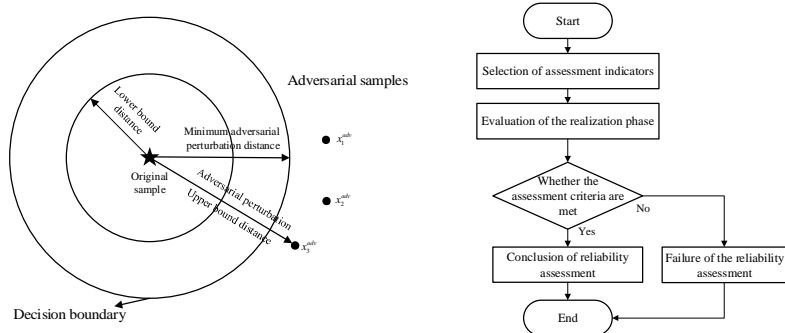 Adversarial samples
Lower bound
distance
Minimum adversarial
perturbation distance
x₁ᵃᵈᵛ
Original
sample
Adversarial perturbation
Upper bound distance
x₂ᵃᵈᵛ
x₃ᵃᵈᵛ
Decision boundary
Start
Selection of assessment indicators
Evaluation of the realization phase
Whether the
assessment criteria are
met
No
Yes
Conclusion of reliability
assessment
Failure of the reliability
assessment
End